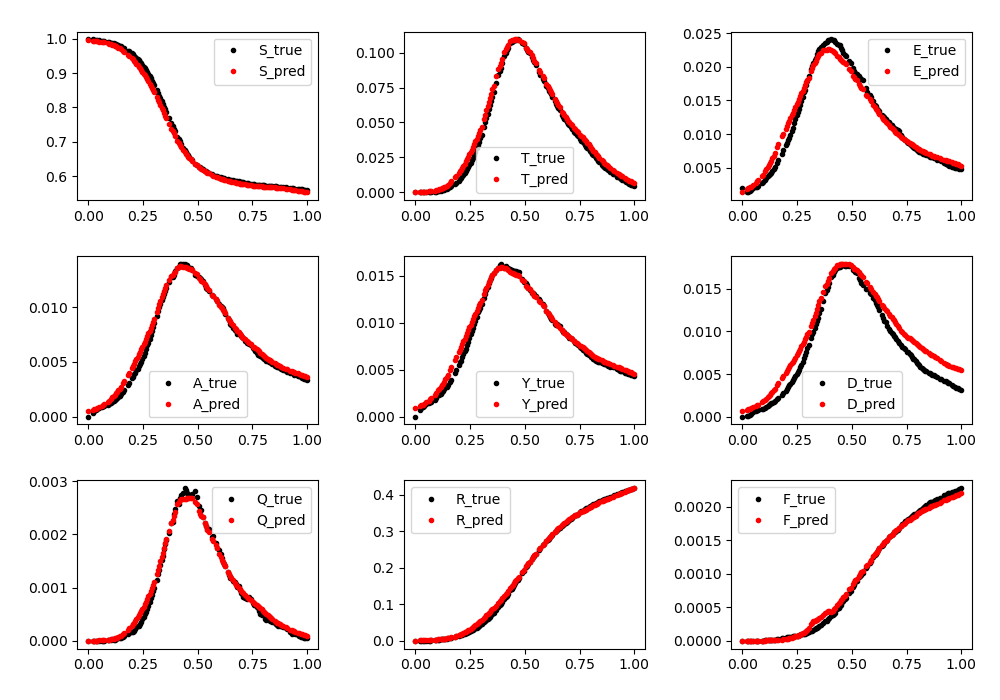 1.0
0.9
0.8
0.7
0.6
0.00 0.25 0.50 0.75 1.00
S_true
S_pred
0.100
0.075
0.050
0.025
0.000
0.00 0.25 0.50 0.75 1.00
T_true
T_pred
0.025
0.020
0.015
0.010
0.005
0.00 0.25 0.50 0.75 1.00
E_true
E_pred
0.010
0.005
0.000
0.00 0.25 0.50 0.75 1.00
A_true
A_pred
0.015
0.010
0.005
0.000
0.00 0.25 0.50 0.75 1.00
Y_true
Y_pred
0.015
0.010
0.005
0.000
0.00 0.25 0.50 0.75 1.00
D_true
D_pred
0.003
0.002
0.001
0.000
0.00 0.25 0.50 0.75 1.00
Q_true
Q_pred
0.4
0.3
0.2
0.1
0.0
0.00 0.25 0.50 0.75 1.00
R_true
R_pred
0.0020
0.0015
0.0010
0.0005
0.0000
0.00 0.25 0.50 0.75 1.00
F_true
F_pred